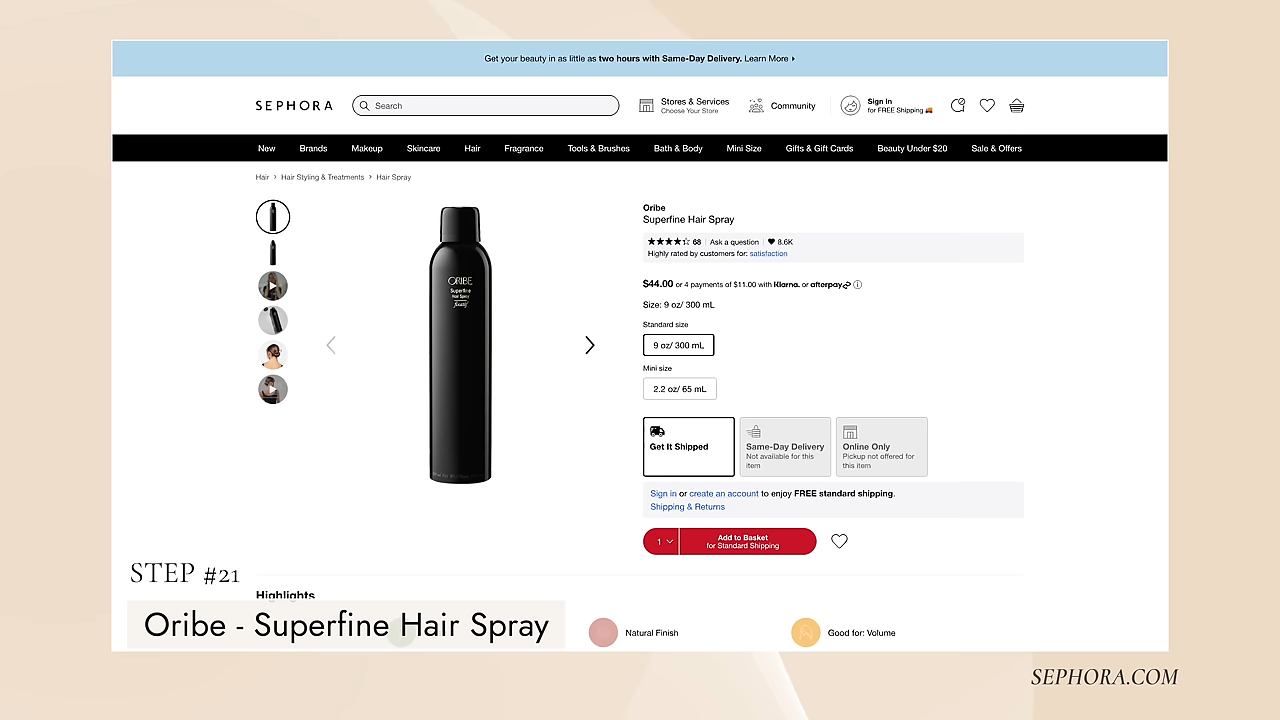 Get your beauty in as little as two hours with Same-Day Delivery. Learn More
SEPHORA
Search
Stores & Services
Choose Your Store
Community
Sign in
for FREE Shipping
New Brands Makeup Skincare Hair Fragrance Tools & Brushes Bath & Body Mini Size Gifts & Gift Cards Beauty Under $20 Sale & Offers
Hair > Hair Styling & Treatments > Hair Spray
ORIBE
Superfine
Hair Spray
Oribe
Superfine Hair Spray
68 | Ask a question | 8.6K
Highly rated by customers for: satisfaction
$44.00 or 4 payments of $11.00 with Klarna. or afterpay
Size: 9 oz/ 300 mL
Standard size
9 oz/ 300 mL
Mini size
2.2 oz/ 65 mL
Get It Shipped
Same-Day Delivery
Not available for this
item
Online Only
Pickup not offered for
this item
Sign in or create an account to enjoy FREE standard shipping.
Shipping & Returns
1
Add to Basket
for Standard Shipping
STEP #21
Highlights
Oribe - Superfine Hair Spray
Natural Finish
Good for: Volume
SEPHORA.COM